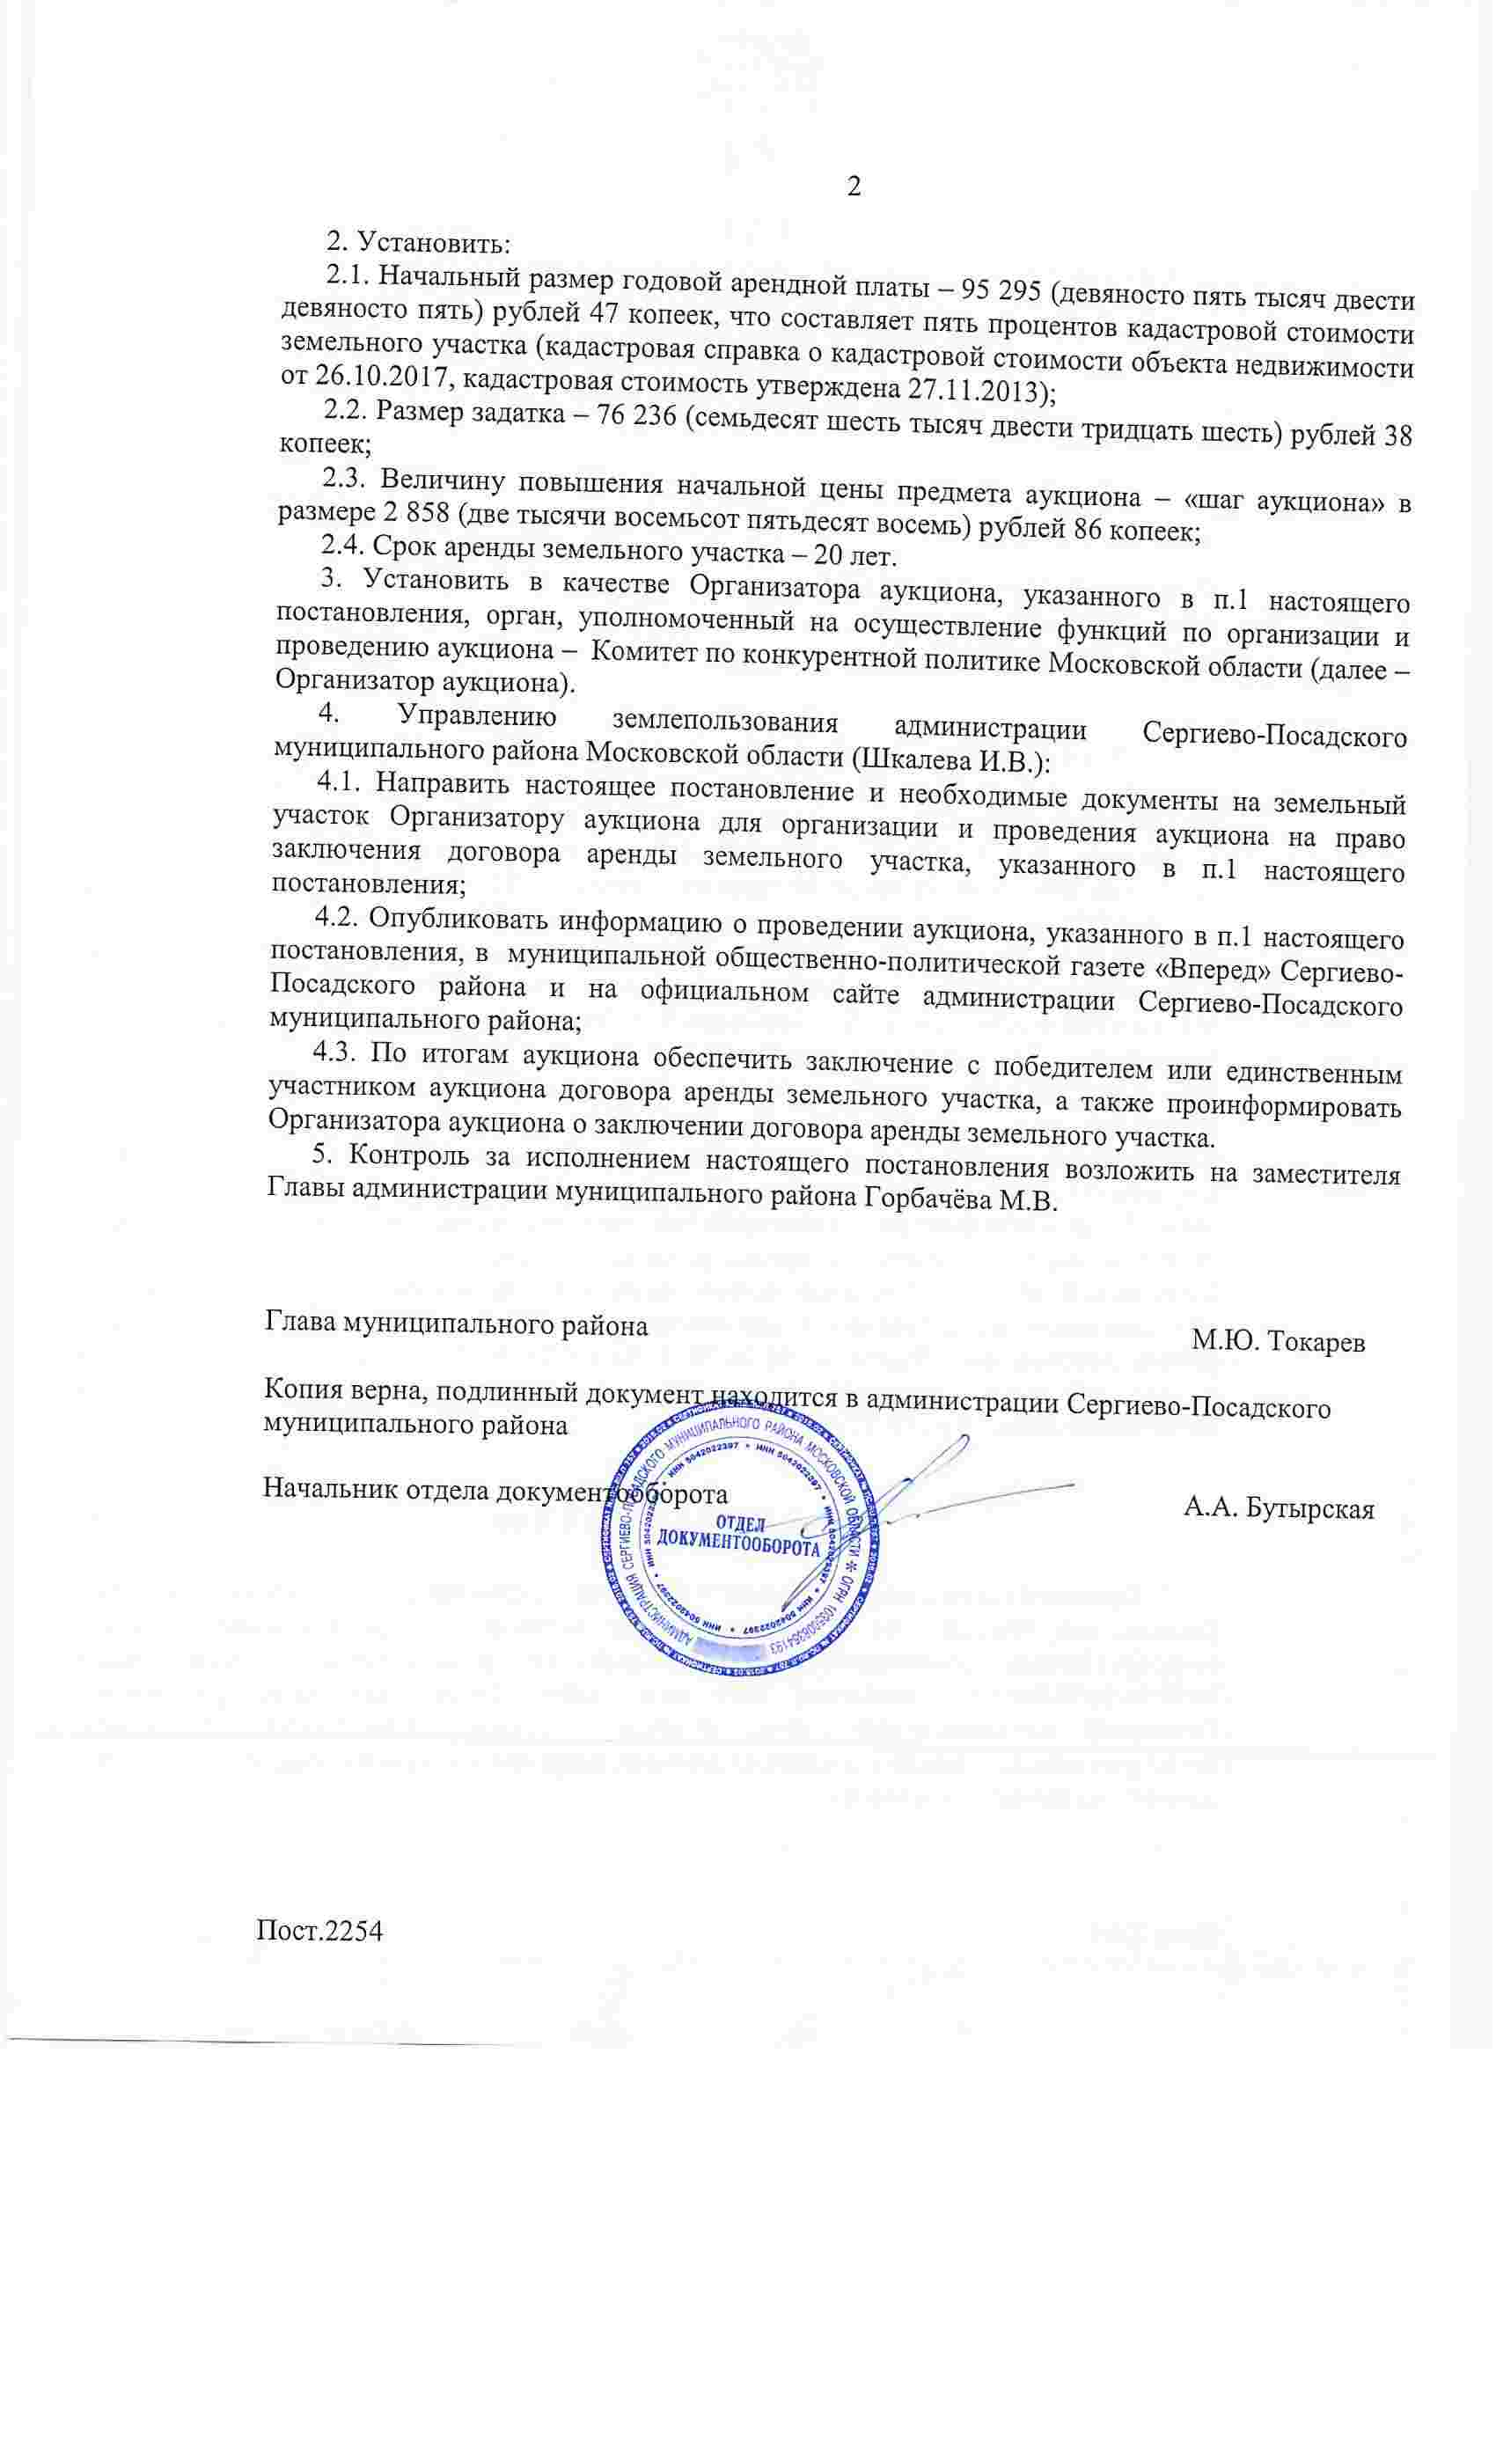 2
2. Установить:
2.1. Начальный размер годовой арендной платы – 95 295 (девяносто пять тысяч двести
девяносто пять) рублей 47 копеек, что составляет пять процентов кадастровой стоимости
земельного участка (кадастровая справка о кадастровой стоимости объекта недвижимости
от 26.10.2017, кадастровая стоимость утверждена 27.11.2013);
2.2. Размер задатка – 76 236 (семьдесят шесть тысяч двести тридцать шесть) рублей 38
копеек;
2.3. Величину повышения начальной цены предмета аукциона – «шаг аукциона» в
размере 2 858 (две тысячи восемьсот пятьдесят восемь) рублей 86 копеек;
2.4. Срок аренды земельного участка – 20 лет.
3. Установить в качестве Организатора аукциона, указанного в п.1 настоящего
постановления, орган, уполномоченный на осуществление функций по организации и
проведению аукциона – Комитет по конкурентной политике Московской области (далее –
Организатор аукциона).
4. Управлению землепользования администрации Сергиево-Посадского
муниципального района Московской области (Шкалева И.В.):
4.1. Направить настоящее постановление и необходимые документы на земельный
участок Организатору аукциона для организации и проведения аукциона на право
заключения договора аренды земельного участка, указанного в п.1 настоящего
постановления;
4.2. Опубликовать информацию о проведении аукциона, указанного в п.1 настоящего
постановления, в муниципальной общественно-политической газете «Вперед» Сергиево-
Посадского района и на официальном сайте администрации Сергиево-Посадского
муниципального района;
4.3. По итогам аукциона обеспечить заключение с победителем или единственным
участником аукциона договора аренды земельного участка, а также проинформировать
Организатора аукциона о заключении договора аренды земельного участка.
5. Контроль за исполнением настоящего постановления возложить на заместителя
Главы администрации муниципального района Горбачёва М.В.
Глава муниципального района М.Ю. Токарев
Копия верна, подлинный документ находится в администрации Сергиево-Посадского
муниципального района
Начальник отдела документооборота А.А. Бутырская
АДМИНИСТРАЦИЯ СЕРГИЕВО-ПОСАДСКОГО МУНИЦИПАЛЬНОГО РАЙОНА МОСКОВСКОЙ ОБЛАСТИ * ОГРН
ИНН 5042022397 * ИНН 5042022397
ОТДЕЛ
ДОКУМЕНТООБОРОТА
Пост.2254